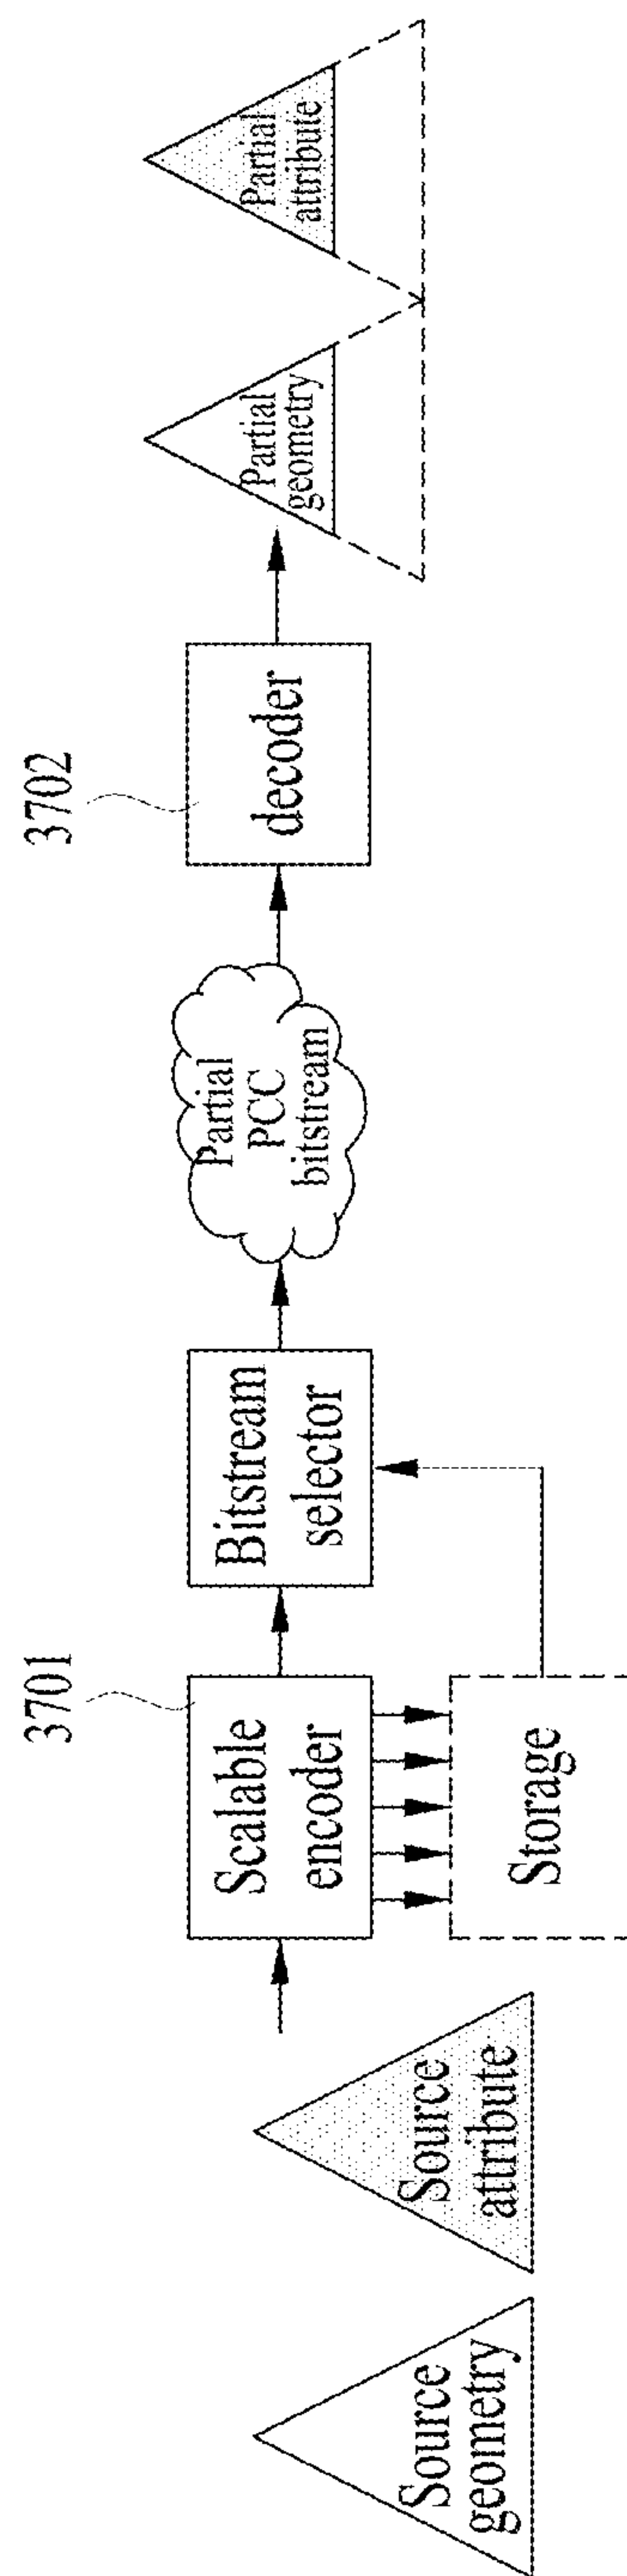 Source
geometry
Source
attribute
3701
Scalable
encoder
Storage
Bitstream
selector
Partial
PCC
bitstream
3702
decoder
Partial
geometry
Partial
attribute